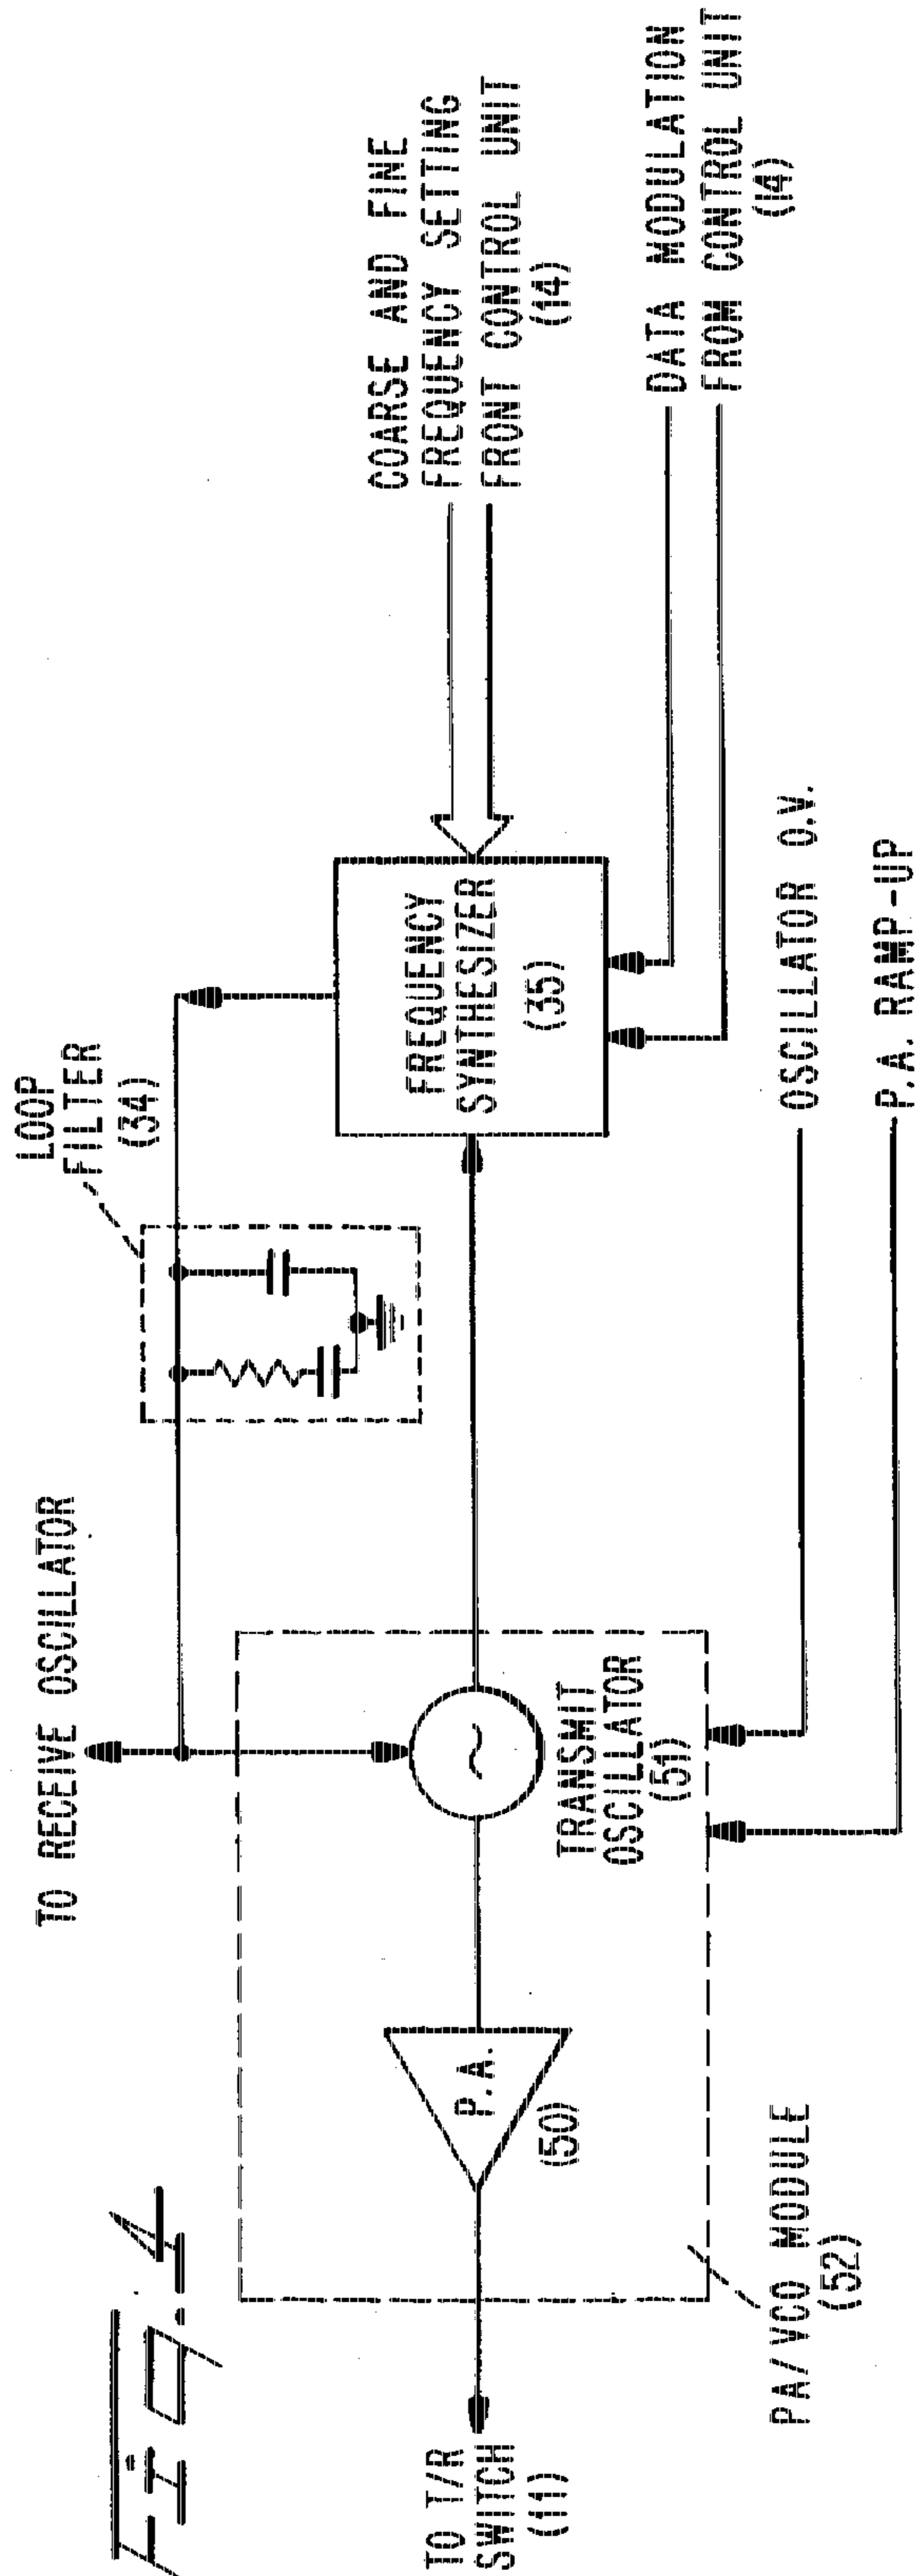 Fig. 4
TO RECEIVE OSCILLATOR
LOOP
FILTER
(34)
COARSE AND FINE
FREQUENCY SETTING
FRONT CONTROL UNIT
(14)
FREQUENCY
SYNTHESIZER
(35)
DATA MODULATION
FROM CONTROL UNIT
(14)
TO T/R
SWITCH
(11)
P.A.
(50)
~
TRANSMIT
OSCILLATOR
(51)
OSCILLATOR O.V.
P.A. RAMP-UP
PA/VCO MODULE
(52)